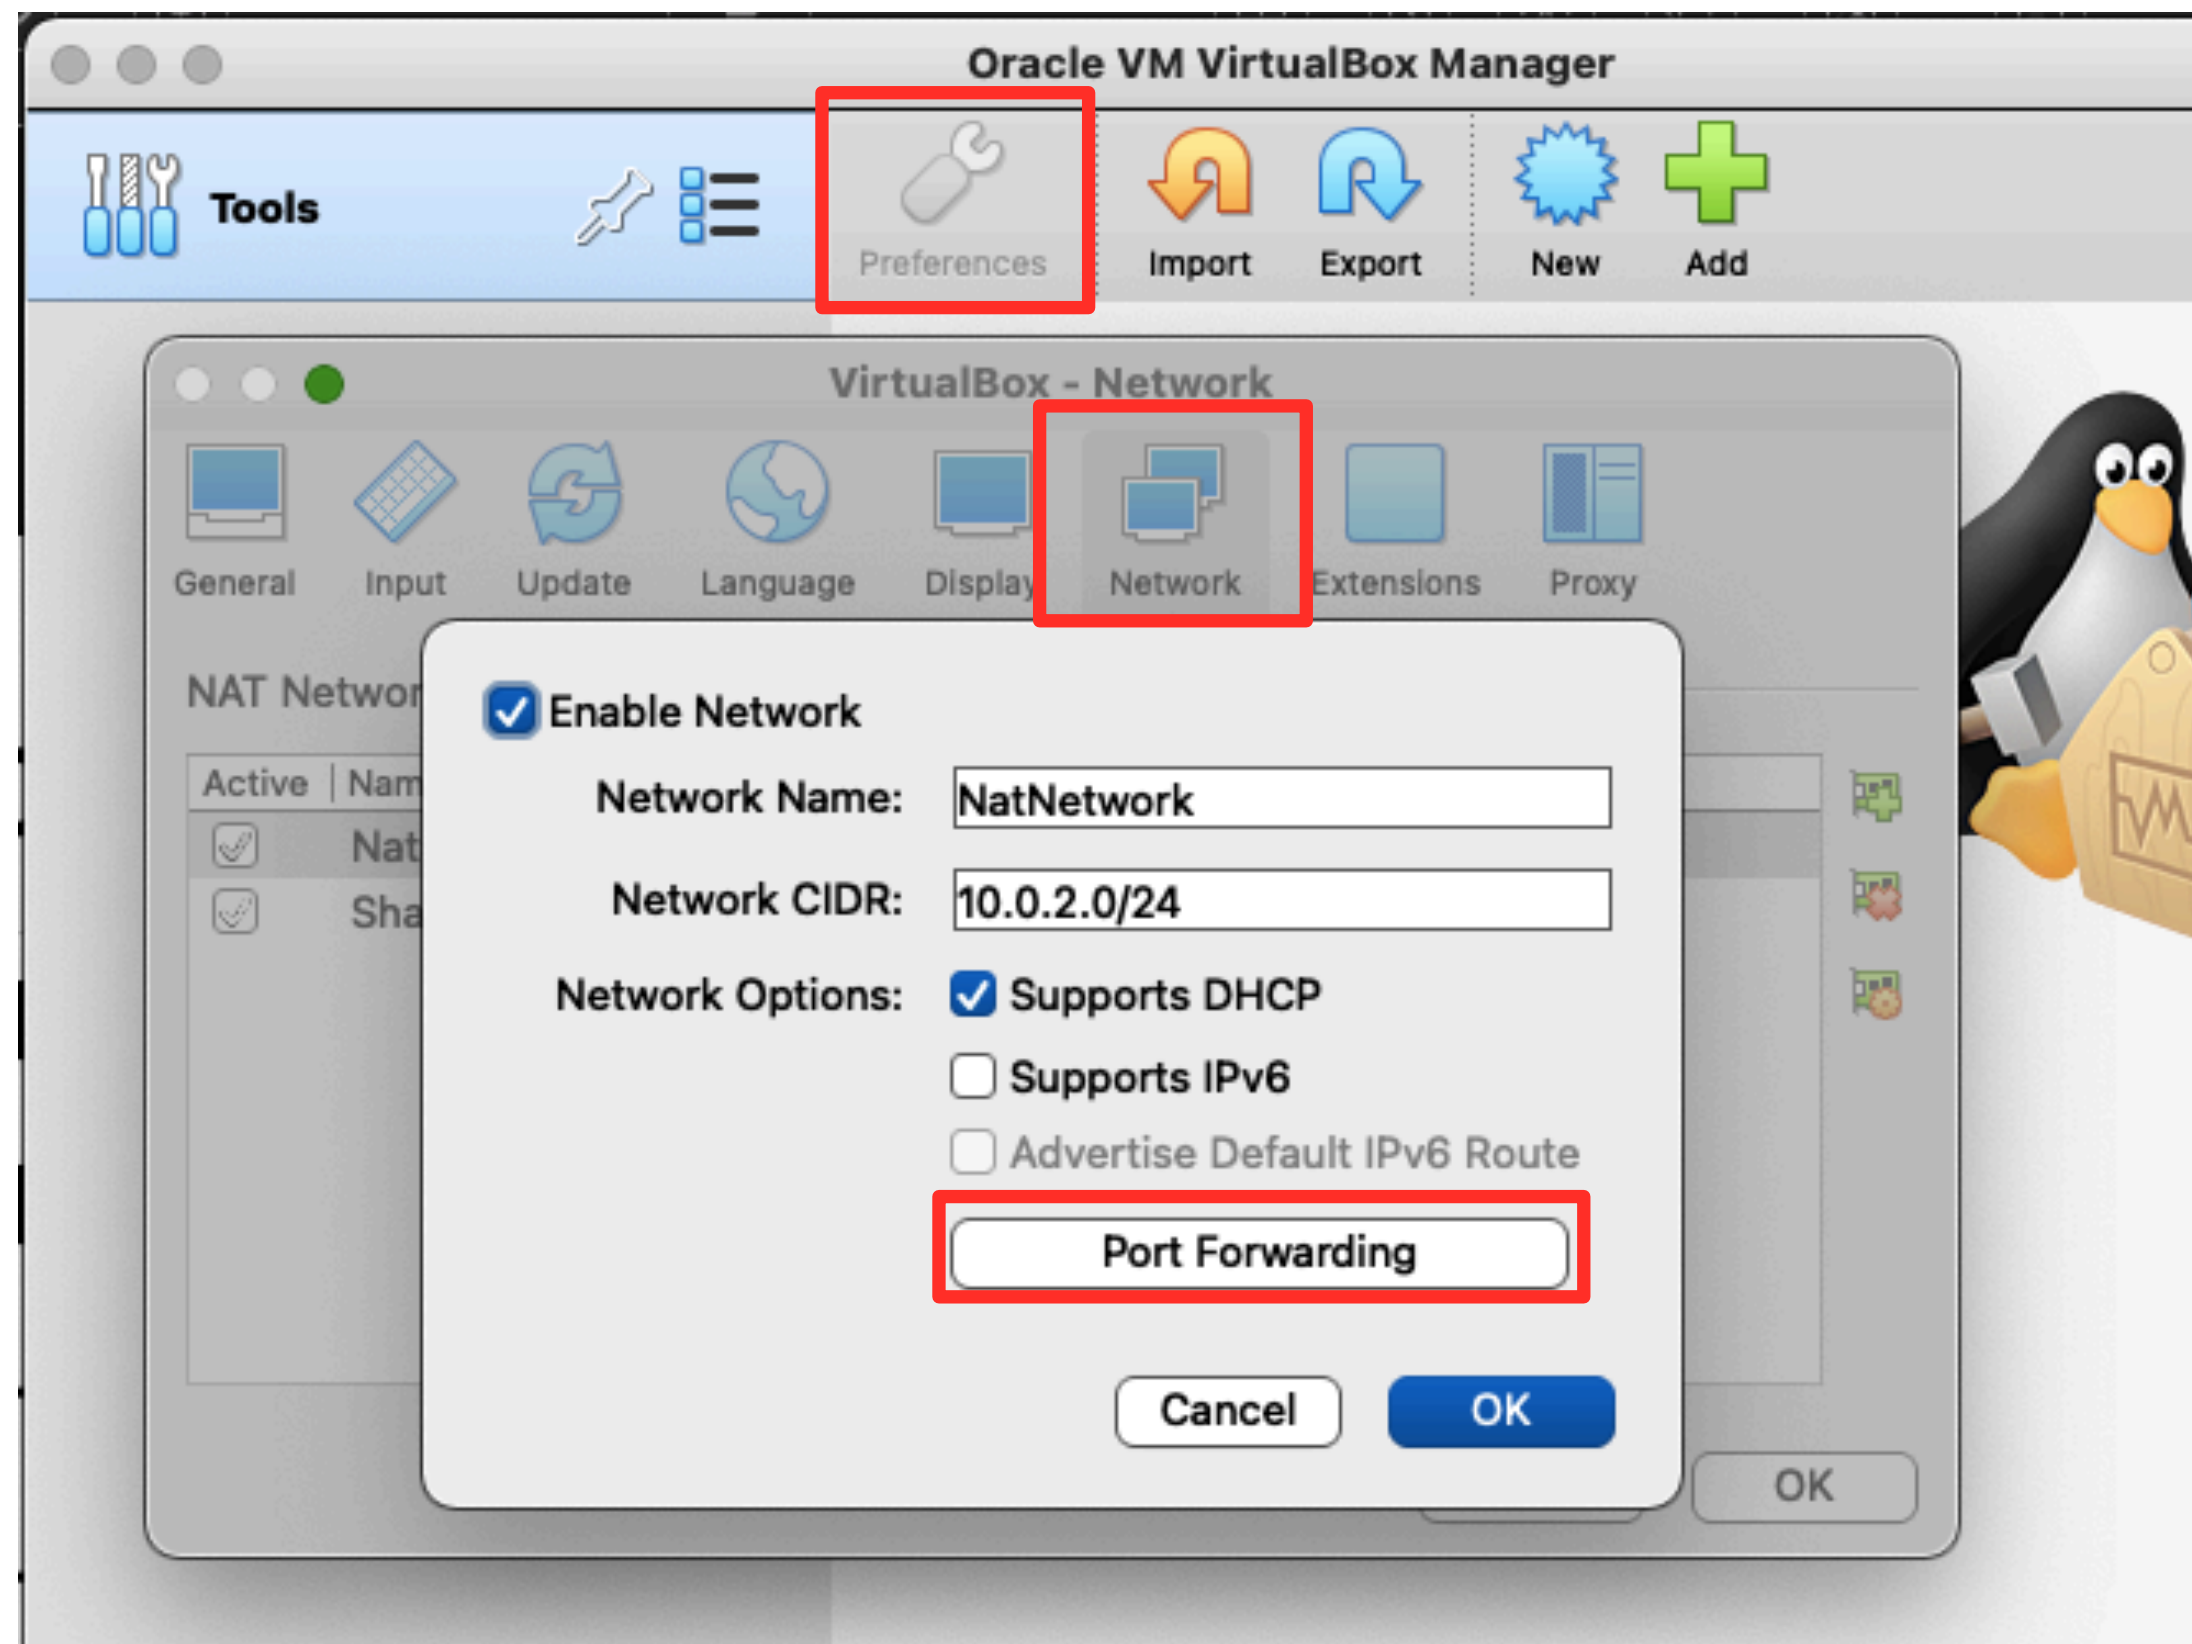 Oracle VM VirtualBox Manager
Tools
Preferences
Import
Export
New
Add
VirtualBox - Network
General
Input
Update
Language
Display
Network
Extensions
Proxy
NAT Networ
Active
Nam
Nat
Sha
Enable Network
Network Name: NatNetwork
Network CIDR: 10.0.2.0/24
Network Options: Supports DHCP
Supports IPv6
Advertise Default IPv6 Route
Port Forwarding
Cancel
OK
OK